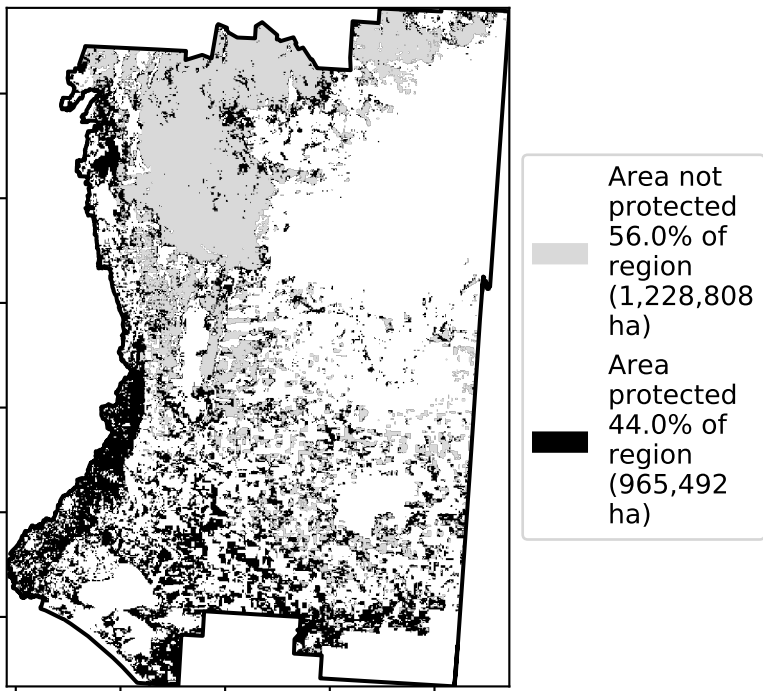 Area not
protected
56.0% of
region
(1,228,808
ha)
Area
protected
44.0% of
region
(965,492
ha)